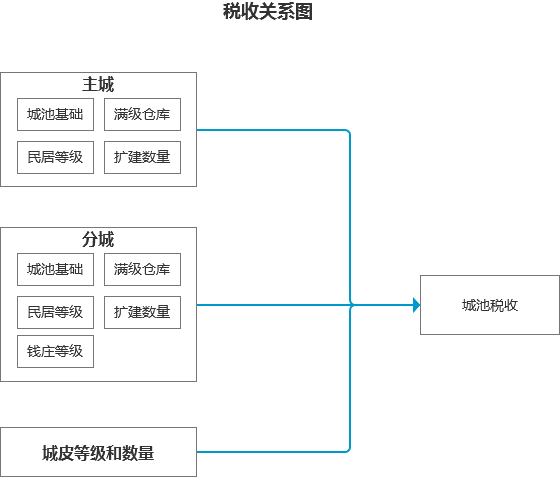 税收关系图
主城
城池基础
满级仓库
民居等级
扩建数量
分城
城池基础
满级仓库
民居等级
扩建数量
钱庄等级
城池税收
城皮等级和数量